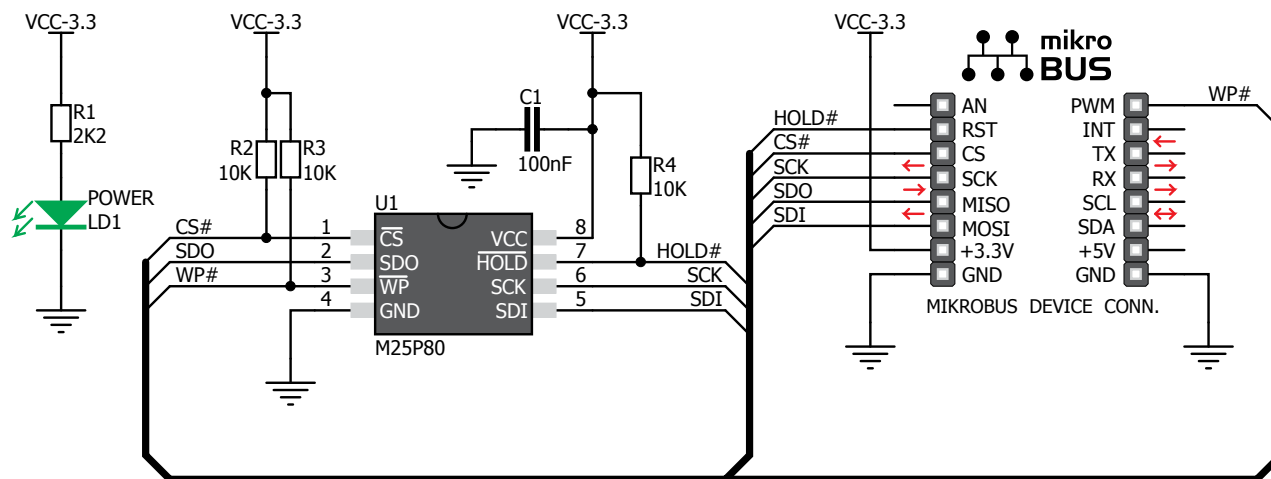 VCC-3.3
VCC-3.3
VCC-3.3
VCC-3.3
mikro
BUS
R1
2K2
POWER
LD1
R2
10K
R3
10K
C1
100nF
R4
10K
U1
CS#
SDO
WP#
1
2
3
4
CS
SDO
WP
GND
VCC
HOLD
SCK
SDI
8
7
6
5
HOLD#
SCK
SDI
M25P80
HOLD#
CS#
SCK
SDO
SDI
AN
RST
CS
SCK
MISO
MOSI
+3.3V
GND
PWM
INT
TX
RX
SCL
SDA
+5V
GND
WP#
MIKROBUS DEVICE CONN.